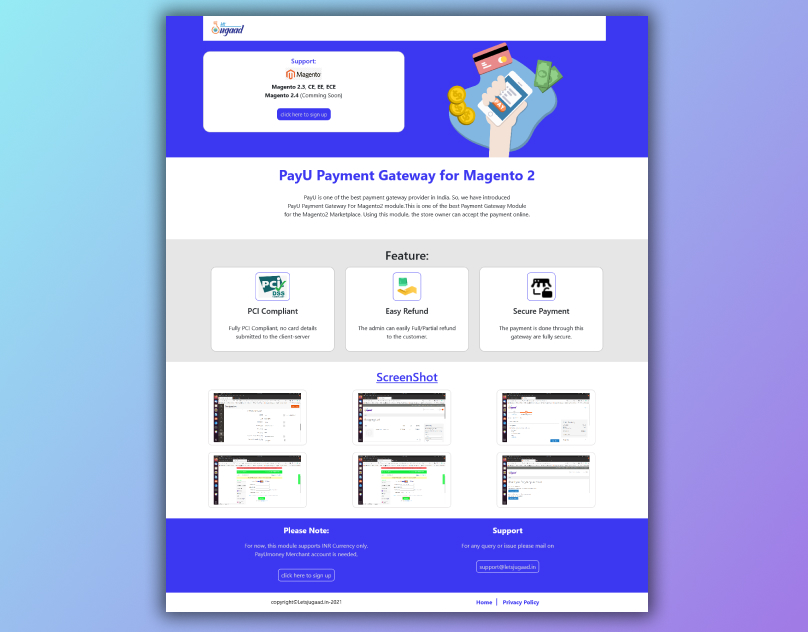 Jugaad
Support:
Magento
Magento 2.3, CE, EE, ECE
Magento 2.4 (Comming Soon)
click here to sign up
PAY
PayU Payment Gateway for Magento 2
PayU is one of the best payment gateway provider in India. So, we have introduced
PayU Payment Gateway For Magento2 module.This is one of the best Payment Gateway Module
for the Magento2 Marketplace. Using this module, the store owner can accept the payment online.
Feature:
PCI
DSS
PCI Compliant
Fully PCI Compliant, no card details
submitted to the client-server
Easy Refund
The admin can easily Full/Partial refund
to the customer.
Secure Payment
The payment is done through this
gateway are fully secure.
ScreenShot
Please Note:
For now, this module supports INR Currency only.
PayUmoney Merchant account is needed.
click here to sign up
Support
For any query or issue please mail on
support@letsjugaad.in
copyright©Letsjugaad.in-2021
Home | Privacy Policy